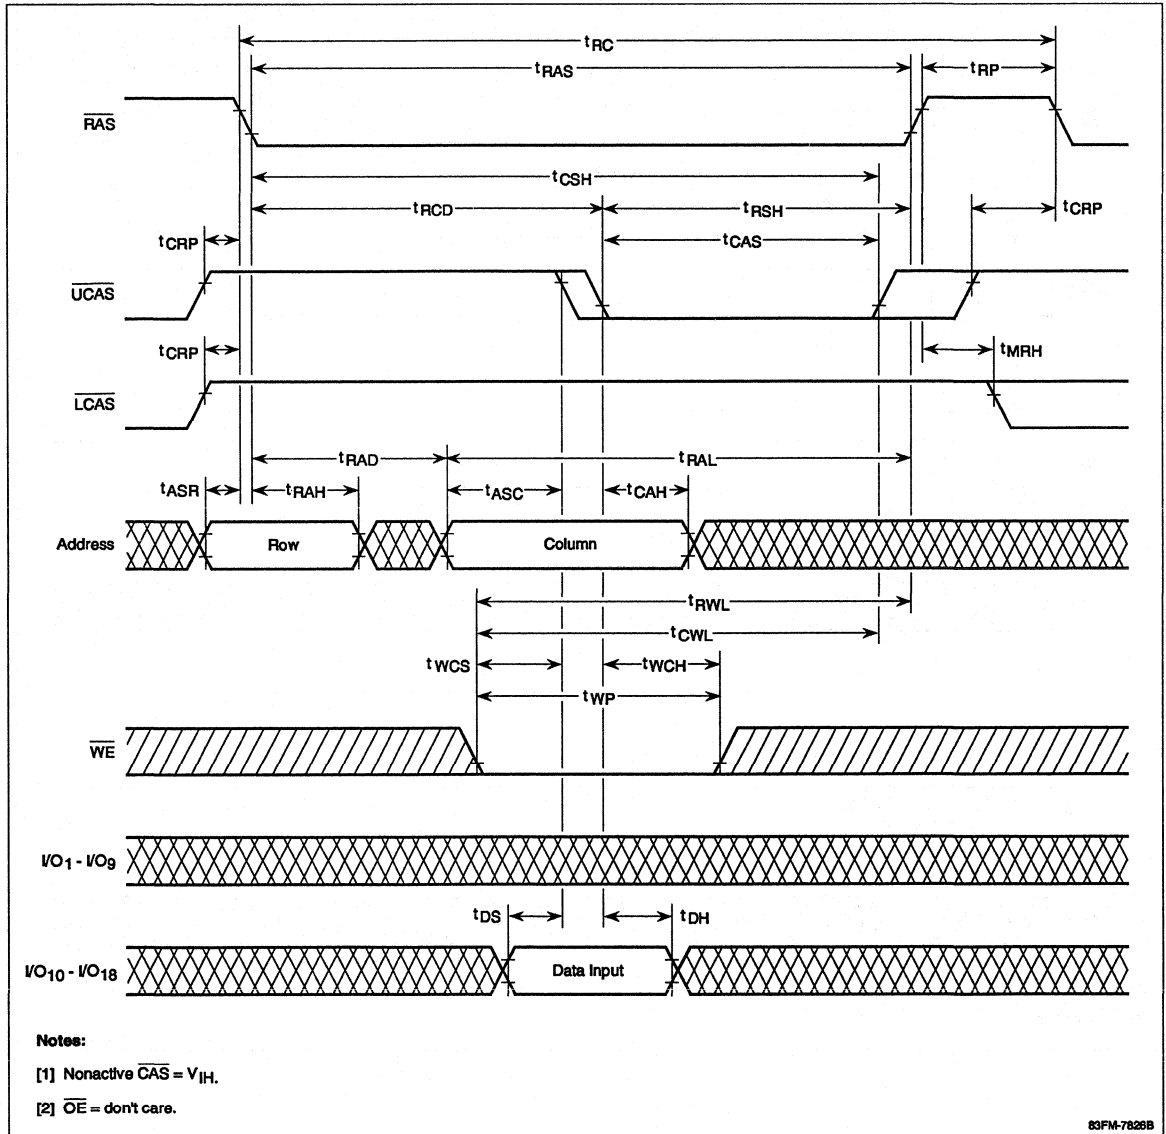 tRC
tRAS
tRP
RAS
tCSH
tRCD
tRSH
tCRP
tCRP
tCAS
UCAS
tCRP
tMRH
LCAS
tRAD
tRAL
tASR
tRAH
tASC
tCAH
Address
Row
Column
tRWL
tCWL
tWCS
tWCH
tWP
WE
I/O1 - I/O9
tDS
tDH
I/O10 - I/O18
Data Input
Notes:
[1] Nonactive CAS = VIH.
[2] OE = don't care.
83FM-7826B